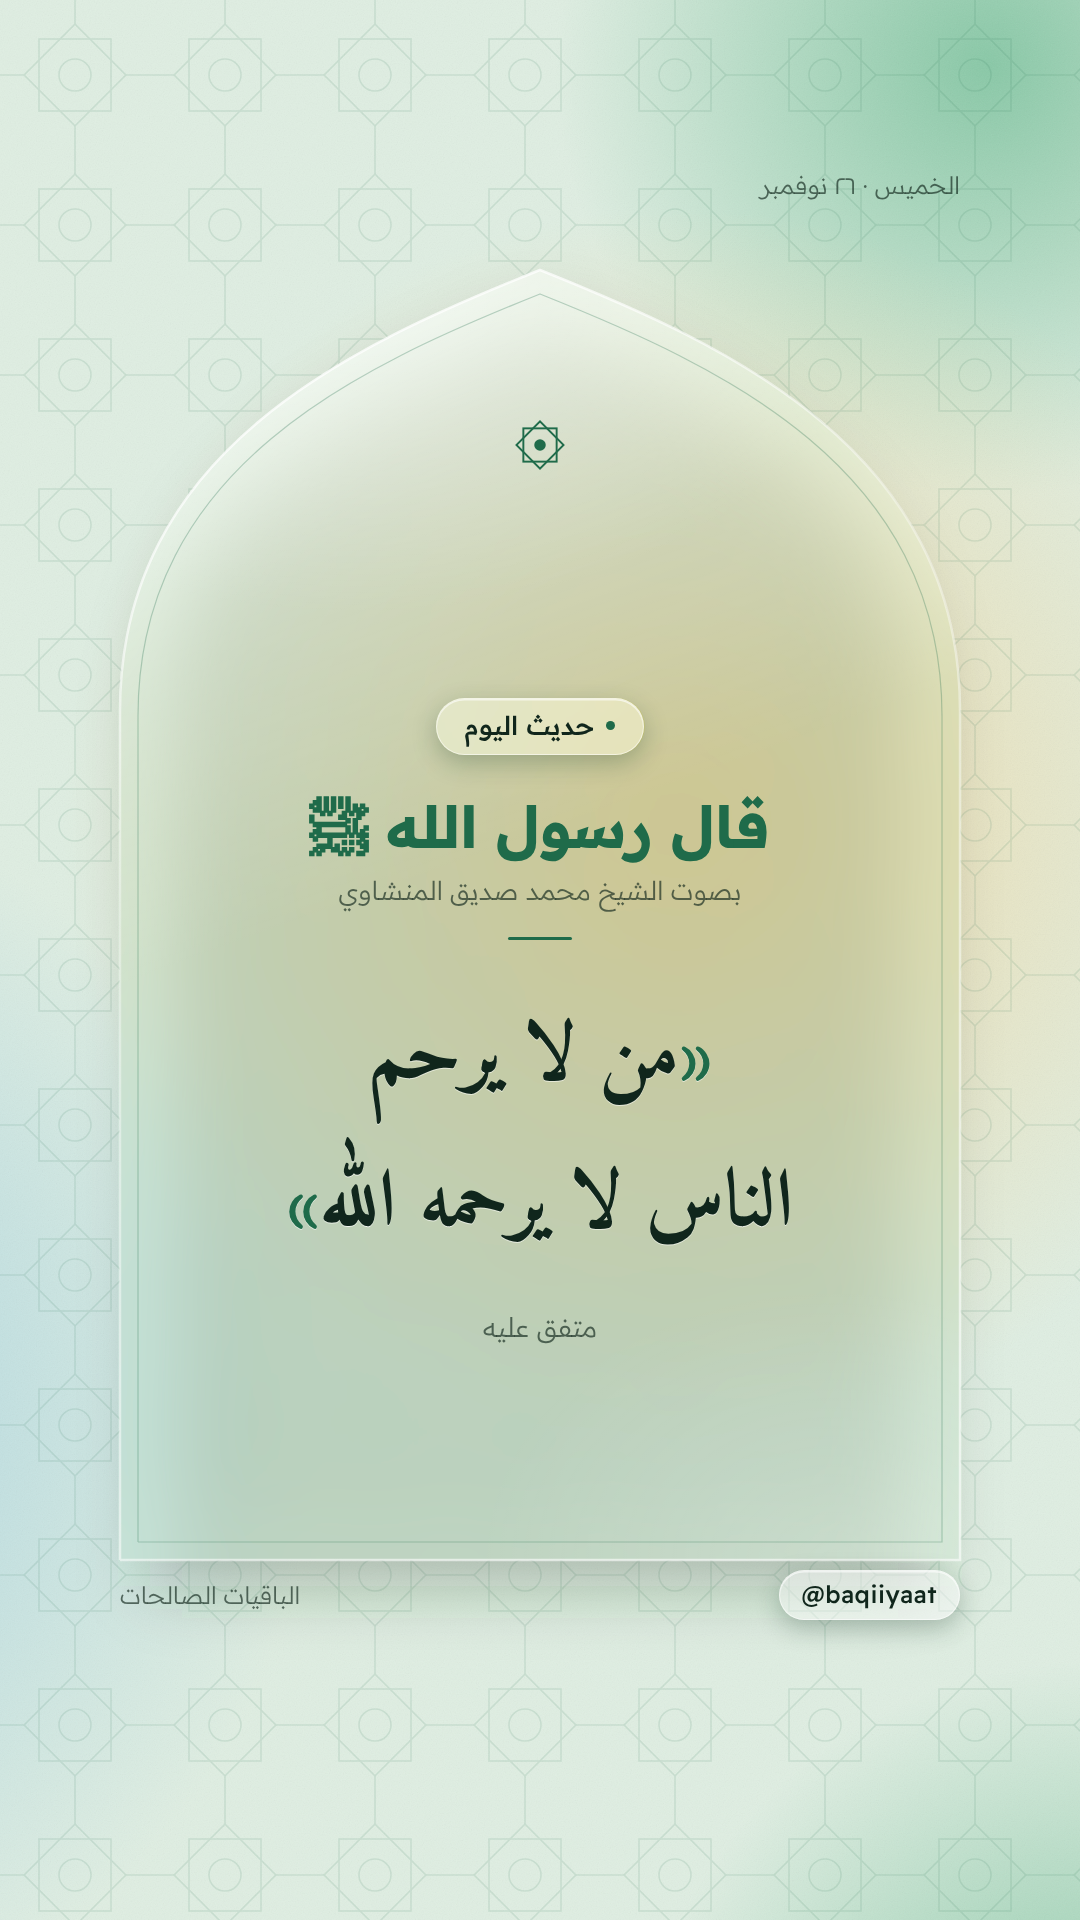 الخميس · ٢٦ نوفمبر
حديث اليوم
قال رسول الله ﷺ
بصوت الشيخ محمد صديق المنشاوي
«من لا يرحم
الناس لا يرحمه الله»
متفق عليه
@baqiiyaat
الباقيات الصالحات